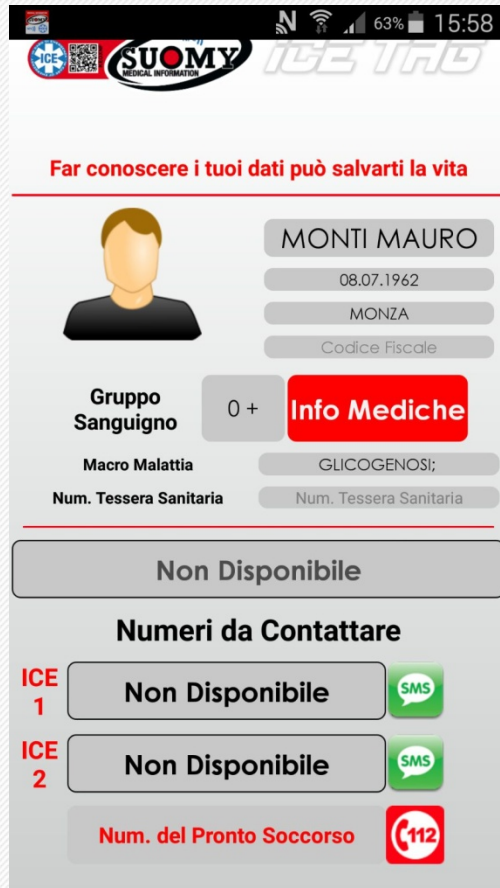 63% 15:58
ICE SUOMY ICE TAG
MEDICAL INFORMATION
Far conoscere i tuoi dati può salvarti la vita
MONTI MAURO
08.07.1962
MONZA
Codice Fiscale
Gruppo
Sanguigno
0 +
Info Mediche
Macro Malattia
GLICOGENOSI;
Num. Tessera Sanitaria
Num. Tessera Sanitaria
Non Disponibile
Numeri da Contattare
ICE
1
Non Disponibile
SMS
ICE
2
Non Disponibile
SMS
Num. del Pronto Soccorso
112